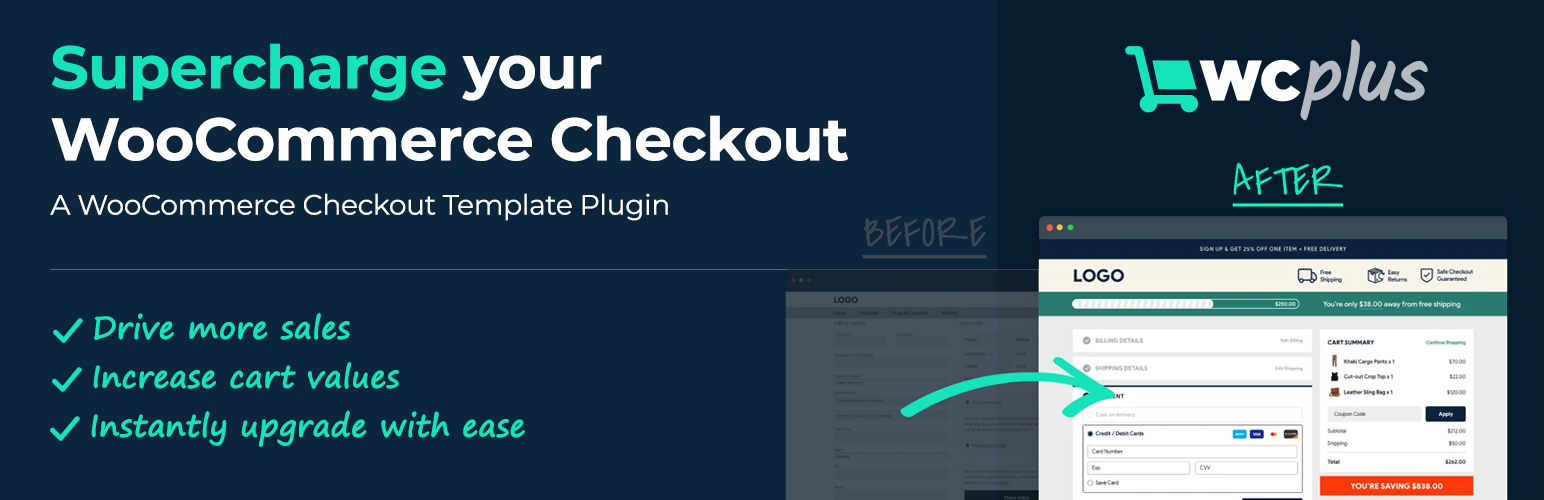 Supercharge your
WooCommerce Checkout
A WooCommerce Checkout Template Plugin
Drive more sales
Increase cart values
Instantly upgrade with ease
wcplus
BEFORE
AFTER
LOGO
SIGN UP & GET 25% OFF ONE ITEM + FREE DELIVERY
LOGO
Free Shipping
Easy Returns
Safe Checkout Guaranteed
$250.00
You're only $38.00 away from free shipping
BILLING DETAILS
Edit Billing
SHIPPING DETAILS
Edit Shipping
Cash on delivery
Credit / Debit Cards
Card Number
Exp
CVV
Save Card
CART SUMMARY
Continue Shopping
Khaki Cargo Pants x 1
$70.00
Cut-out Crop Top x 1
$22.00
Leather Sling Bag x 1
$120.00
Coupon Code
Apply
Subtotal
$212.00
Shipping
$50.00
Total
$262.00
YOU'RE SAVING $838.00